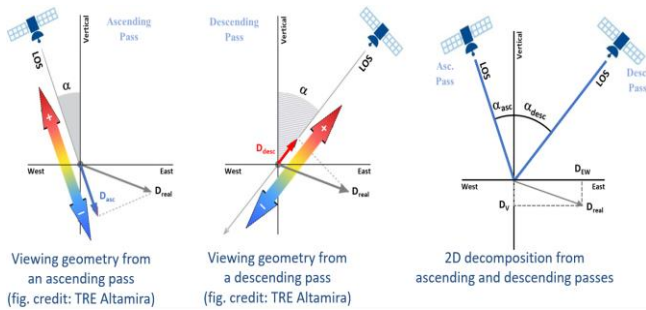 Ascending
Pass
Vertical
LOS
α
+
West
East
D_asc
D_real
-
Viewing geometry from
an ascending pass
(fig. credit: TRE Altamira)
Descending
Pass
Vertical
LOS
α
+
D_desc
West
East
D_real
-
Viewing geometry from
a descending pass
(fig. credit: TRE Altamira)
Asc.
Pass
LOS
Vertical
LOS
Desc
Pass
α_asc
α_desc
D_EW
West
East
D_V
D_real
2D decomposition from
ascending and descending passes